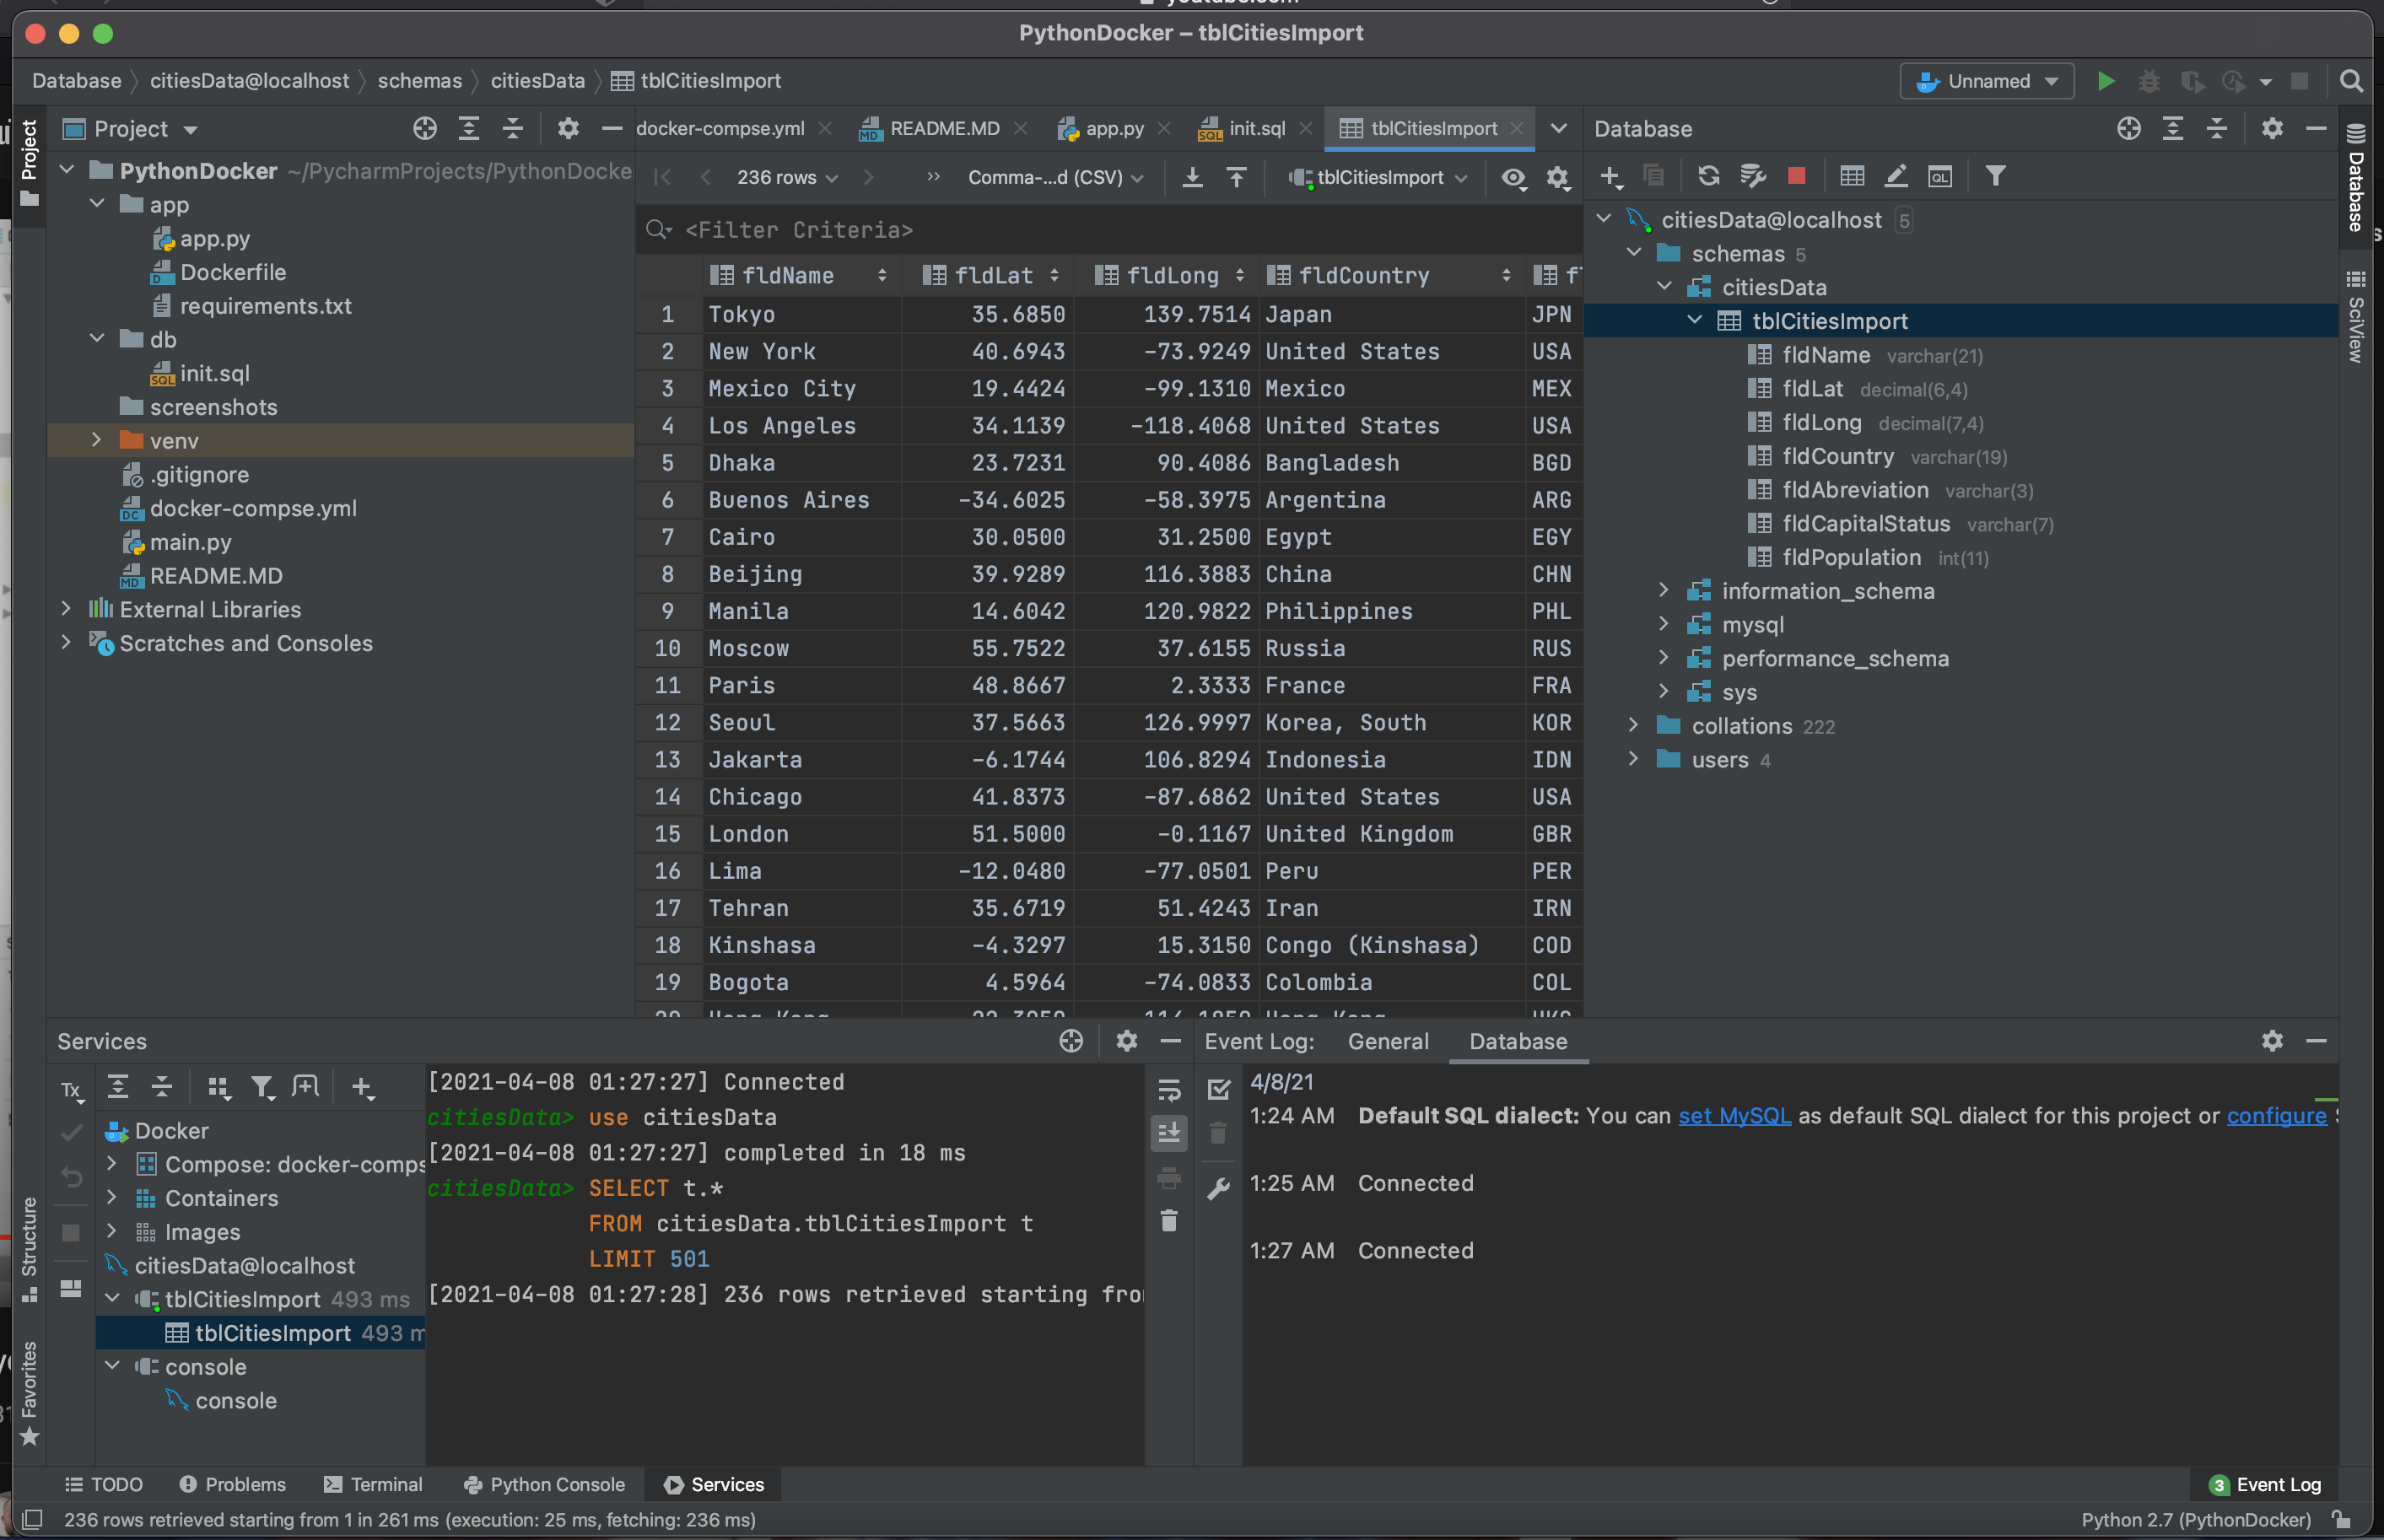 PythonDocker – tblCitiesImport
Database citiesData@localhost schemas citiesData tblCitiesImport
Unnamed
Project
Project
PythonDocker ~/PycharmProjects/PythonDocke
app
app.py
Dockerfile
requirements.txt
db
init.sql
screenshots
venv
.gitignore
docker-compse.yml
main.py
README.MD
External Libraries
Scratches and Consoles
docker-compse.yml README.MD app.py init.sql tblCitiesImport
236 rows Comma-...d (CSV) tblCitiesImport
<Filter Criteria>
fldName fldLat fldLong fldCountry
1 Tokyo 35.6850 139.7514 Japan JPN
2 New York 40.6943 -73.9249 United States USA
3 Mexico City 19.4424 -99.1310 Mexico MEX
4 Los Angeles 34.1139 -118.4068 United States USA
5 Dhaka 23.7231 90.4086 Bangladesh BGD
6 Buenos Aires -34.6025 -58.3975 Argentina ARG
7 Cairo 30.0500 31.2500 Egypt EGY
8 Beijing 39.9289 116.3883 China CHN
9 Manila 14.6042 120.9822 Philippines PHL
10 Moscow 55.7522 37.6155 Russia RUS
11 Paris 48.8667 2.3333 France FRA
12 Seoul 37.5663 126.9997 Korea, South KOR
13 Jakarta -6.1744 106.8294 Indonesia IDN
14 Chicago 41.8373 -87.6862 United States USA
15 London 51.5000 -0.1167 United Kingdom GBR
16 Lima -12.0480 -77.0501 Peru PER
17 Tehran 35.6719 51.4243 Iran IRN
18 Kinshasa -4.3297 15.3150 Congo (Kinshasa) COD
19 Bogota 4.5964 -74.0833 Colombia COL
Database
citiesData@localhost 5
schemas 5
citiesData
tblCitiesImport
fldName varchar(21)
fldLat decimal(6,4)
fldLong decimal(7,4)
fldCountry varchar(19)
fldAbreviation varchar(3)
fldCapitalStatus varchar(7)
fldPopulation int(11)
information_schema
mysql
performance_schema
sys
collations 222
users 4
Database
SciView
Services
Tx
Docker
Compose: docker-comps
Containers
Images
citiesData@localhost
tblCitiesImport 493 ms
tblCitiesImport 493 m
console
console
[2021-04-08 01:27:27] Connected
citiesData> use citiesData
[2021-04-08 01:27:27] completed in 18 ms
citiesData> SELECT t.*
FROM citiesData.tblCitiesImport t
LIMIT 501
[2021-04-08 01:27:28] 236 rows retrieved starting fro
Event Log: General Database
4/8/21
1:24 AM Default SQL dialect: You can set MySQL as default SQL dialect for this project or configure
1:25 AM Connected
1:27 AM Connected
Structure
Favorites
TODO Problems Terminal Python Console Services
3 Event Log
236 rows retrieved starting from 1 in 261 ms (execution: 25 ms, fetching: 236 ms)
Python 2.7 (PythonDocker)